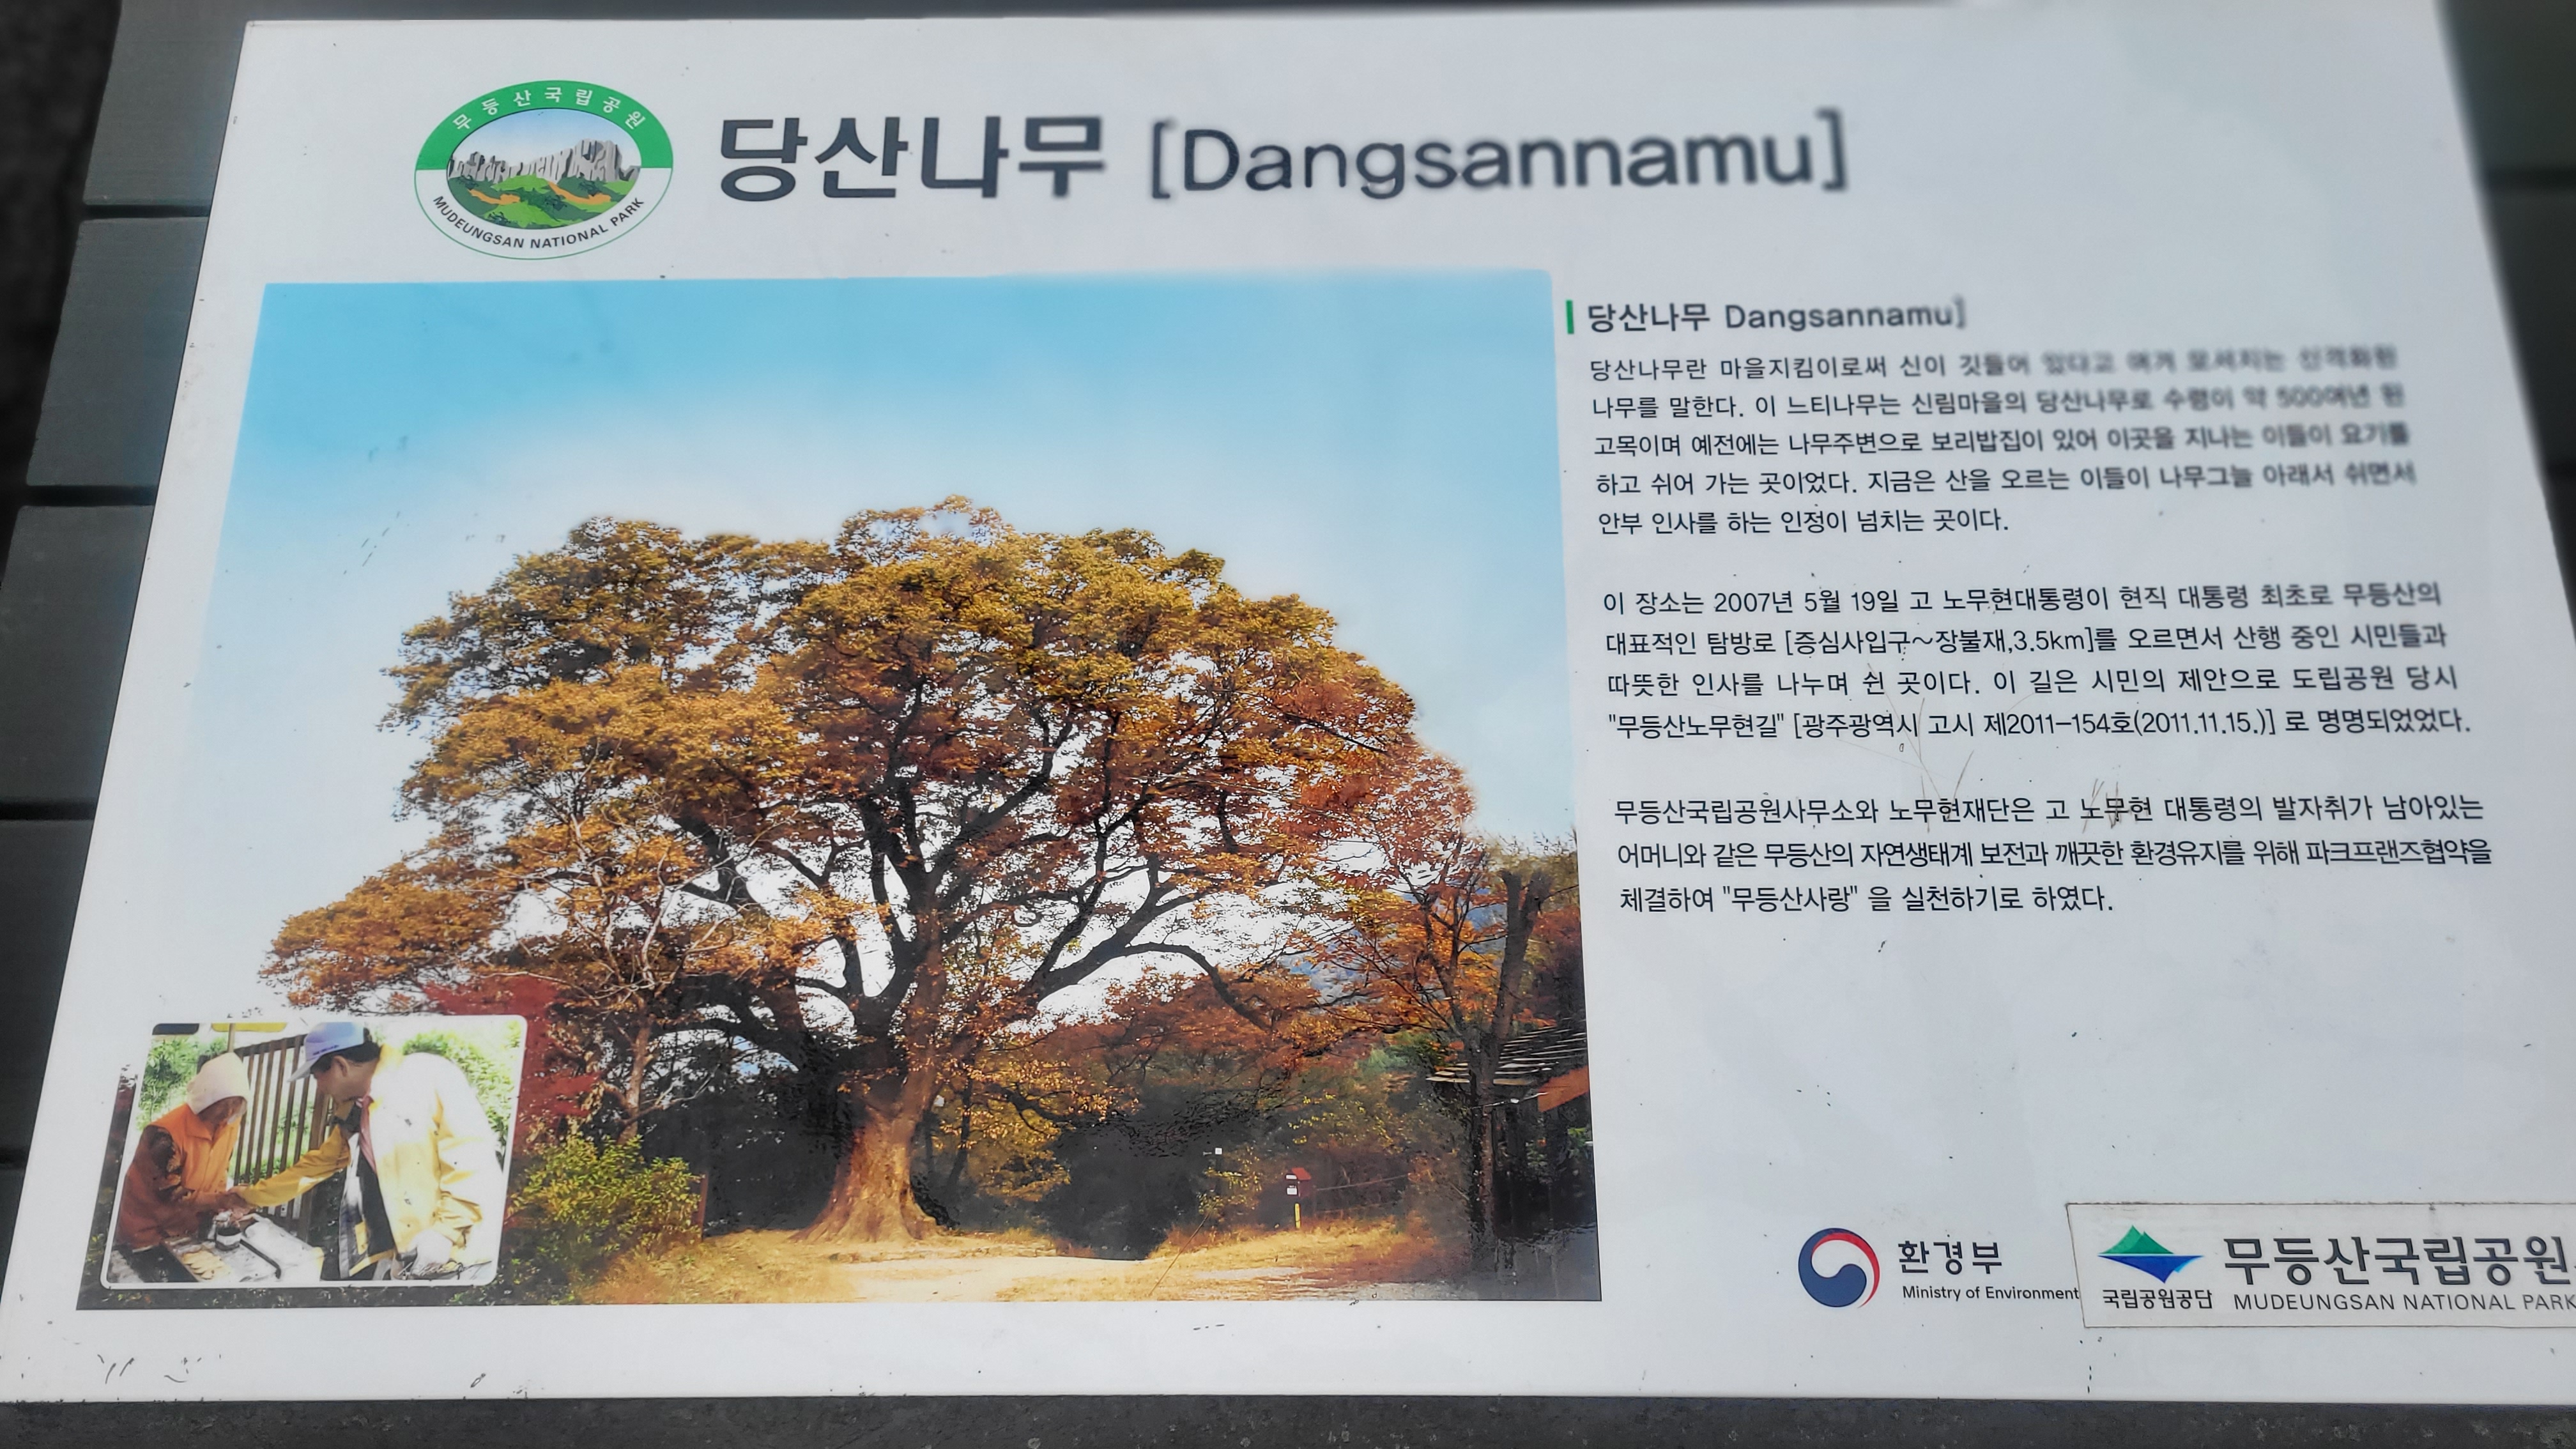 무등산국립공원
MUDEUNGSAN NATIONAL PARK
당산나무 [Dangsannamu]
당산나무 Dangsannamu]
당산나무란 마을지킴이로써 신이 깃들어 있다고 여겨 모셔지는 신격화된
나무를 말한다. 이 느티나무는 신림마을의 당산나무로 수령이 약 500여년 된
고목이며 예전에는 나무주변으로 보리밥집이 있어 이곳을 지나는 이들이 요기를
하고 쉬어 가는 곳이었다. 지금은 산을 오르는 이들이 나무그늘 아래서 쉬면서
안부 인사를 하는 인정이 넘치는 곳이다.
이 장소는 2007년 5월 19일 고 노무현대통령이 현직 대통령 최초로 무등산의
대표적인 탐방로 [증심사입구~장불재,3.5km]를 오르면서 산행 중인 시민들과
따뜻한 인사를 나누며 쉰 곳이다. 이 길은 시민의 제안으로 도립공원 당시
"무등산노무현길" [광주광역시 고시 제2011-154호(2011.11.15.)] 로 명명되었었다.
무등산국립공원사무소와 노무현재단은 고 노무현 대통령의 발자취가 남아있는
어머니와 같은 무등산의 자연생태계 보전과 깨끗한 환경유지를 위해 파크프랜즈협약을
체결하여 "무등산사랑" 을 실천하기로 하였다.
환경부
Ministry of Environment
국립공원공단
무등산국립공원
MUDEUNGSAN NATIONAL PARK